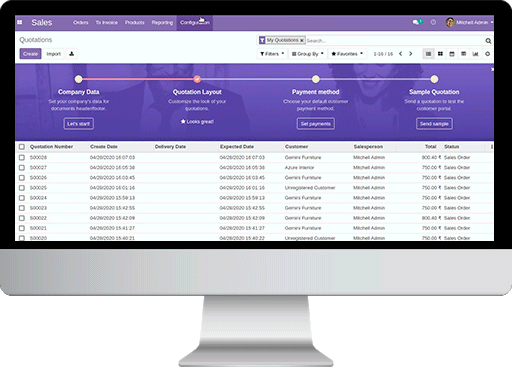 Sales Orders To Invoice Products Reporting Configuration Mitchell Admin
Quotations My Quotations Search...
Create Import Filters Group By Favorites 1-16 / 16
Company Data Quotation Layout Payment method Sample Quotation
Set your company's data for documents header/footer. Customize the look of your quotations. Choose your default customer payment method. Send a quotation to test the customer portal.
Let's start! Looks great! Set payments Send sample
Quotation Number Create Date Delivery Date Expected Date Customer Salesperson Total Status
S00028 04/28/2020 16:07:03 04/28/2020 16:07:03 Gemini Furniture Mitchell Admin 800.40 ₹ Sales Order
S00027 04/28/2020 16:05:38 04/28/2020 16:05:38 Azure Interior Mitchell Admin 750.00 ₹ Sales Order
S00026 04/28/2020 16:03:45 04/28/2020 16:03:45 Gemini Furniture Mitchell Admin 750.00 ₹ Sales Order
S00025 04/28/2020 16:01:16 04/28/2020 16:01:16 Unregistered Customer Mitchell Admin 750.00 ₹ Sales Order
S00024 04/28/2020 15:59:13 04/28/2020 15:59:13 Gemini Furniture Mitchell Admin 750.00 ₹ Sales Order
S00023 04/28/2020 15:42:55 04/28/2020 15:42:55 Gemini Furniture Mitchell Admin 750.00 ₹ Sales Order
S00022 04/28/2020 15:42:09 04/28/2020 15:42:09 Gemini Furniture Mitchell Admin 800.40 ₹ Sales Order
S00021 04/28/2020 15:41:27 04/28/2020 15:41:27 Gemini Furniture Mitchell Admin 750.00 ₹ Sales Order
S00020 04/28/2020 15:40:21 04/28/2020 15:40:22 Unregistered Customer Mitchell Admin 750.00 ₹ Sales Order